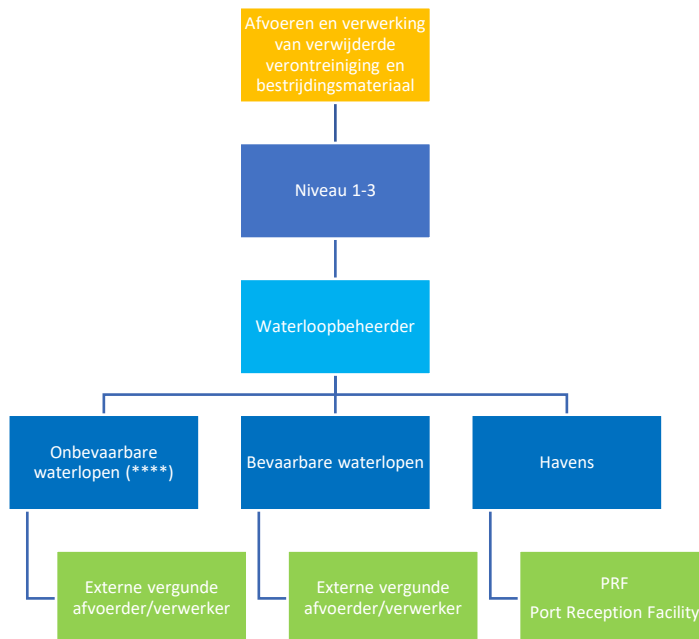 Afvoeren en verwerking
van verwijderde
verontreiniging en
bestrijdingsmateriaal
Niveau 1-3
Waterloopbeheerder
Onbevaarbare
waterlopen (****)
Bevaarbare waterlopen
Havens
Externe vergunde
afvoerder/verwerker
Externe vergunde
afvoerder/verwerker
PRF
Port Reception Facility